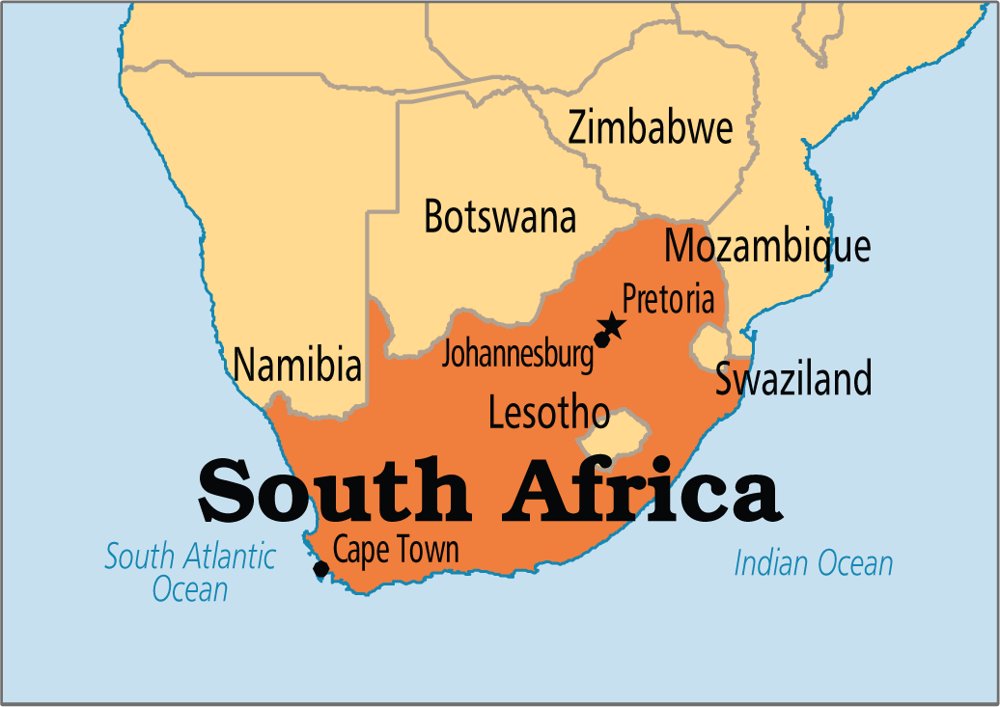 Zimbabwe
Botswana
Mozambique
Pretoria
Johannesburg
Namibia
Swaziland
Lesotho
South Africa
Cape Town
South Atlantic
Ocean
Indian Ocean